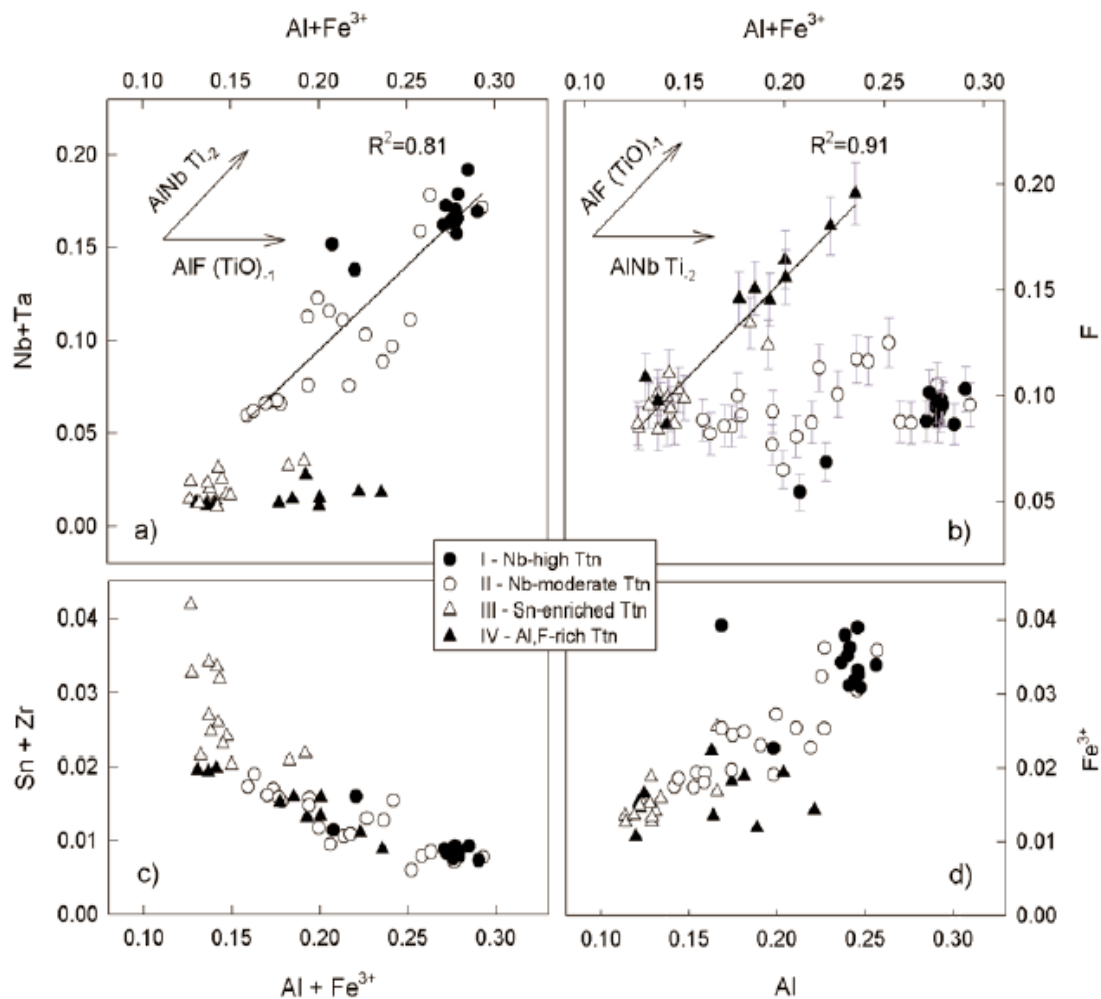 Al+Fe³⁺ Al+Fe³⁺
0.10 0.15 0.20 0.25 0.30 0.10 0.15 0.20 0.25 0.30
R²=0.81 R²=0.91
AlNb Ti₋₂ AlF (TiO)₋₁
AlF (TiO)₋₁ AlNb Ti₋₂
Nb+Ta
0.20
0.15
0.10
0.05
0.00
F
0.20
0.15
0.10
0.05
a) b)
I - Nb-high Ttn
II - Nb-moderate Ttn
III - Sn-enriched Ttn
IV - Al,F-rich Ttn
Sn + Zr
0.04
0.03
0.02
0.01
0.00
Fe³⁺
0.04
0.03
0.02
0.01
0.00
c) d)
0.10 0.15 0.20 0.25 0.30 0.10 0.15 0.20 0.25 0.30
Al + Fe³⁺ Al